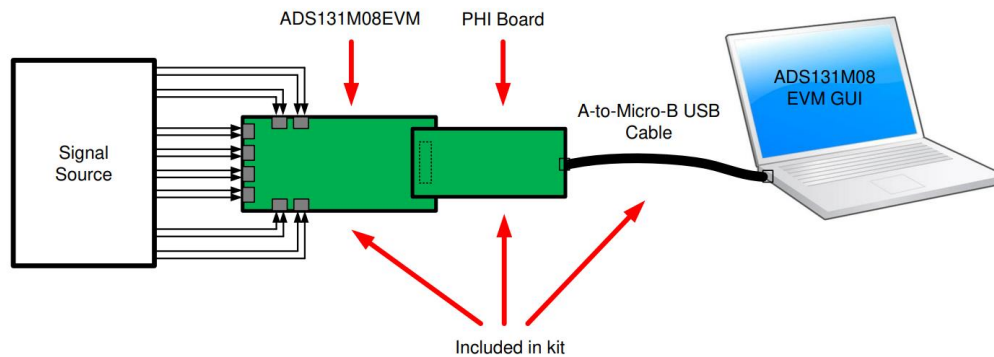 ADS131M08EVM
PHI Board
ADS131M08
EVM GUI
A-to-Micro-B USB
Cable
Signal
Source
Included in kit